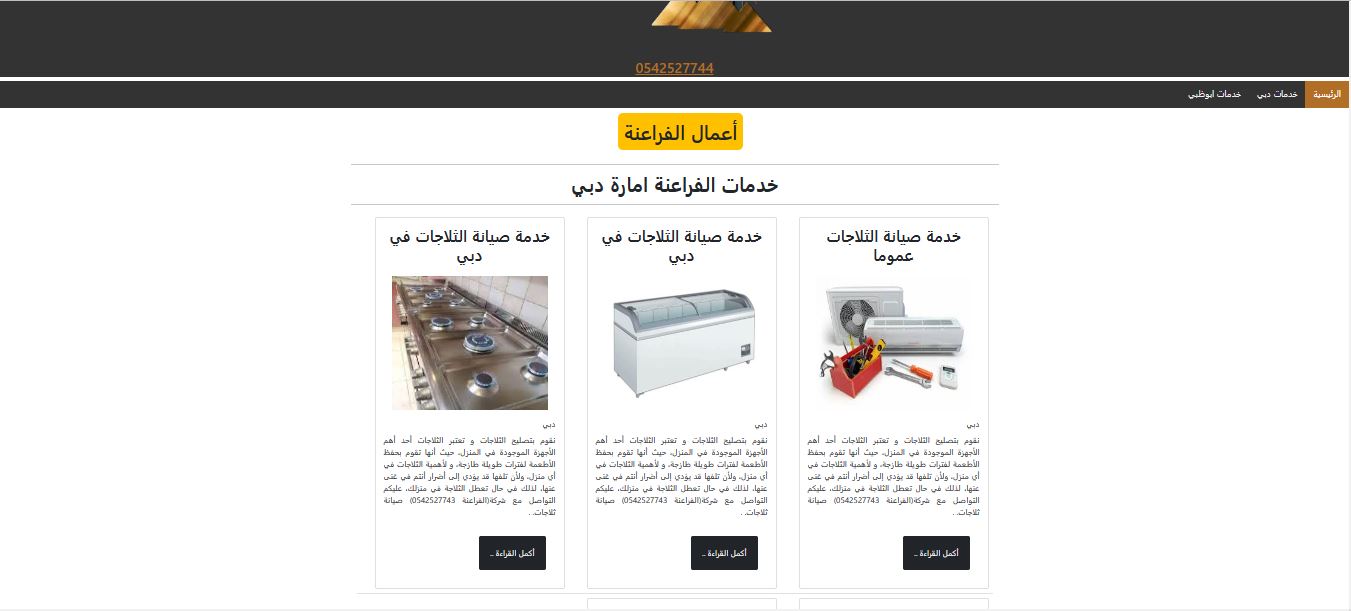 0542527744
الرئيسية
خدمات دبي
خدمات ابوظبي
أعمال الفراعنة
خدمات الفراعنة امارة دبي
خدمة صيانة الثلاجات
عموما
دبي
نقوم بتصليح الثلاجات و تعتبر الثلاجات أحد أهم
الأجهزة الموجودة في المنزل، حيث أنها تقوم بحفظ
الأطعمة لفترات طويلة طازجة، و لأهمية الثلاجات في
أي منزل، ولأن تلفها قد يؤدي إلى أضرار أنتم في غنى
عنها، لذلك في حال تعطل الثلاجة في منزلك، عليكم
التواصل مع شركة(الفراعنة 0542527743) صيانة
ثلاجات. .
أكمل القراءة ..
خدمة صيانة الثلاجات في
دبي
دبي
نقوم بتصليح الثلاجات و تعتبر الثلاجات أحد أهم
الأجهزة الموجودة في المنزل، حيث أنها تقوم بحفظ
الأطعمة لفترات طويلة طازجة، و لأهمية الثلاجات في
أي منزل، ولأن تلفها قد يؤدي إلى أضرار أنتم في غنى
عنها، لذلك في حال تعطل الثلاجة في منزلك، عليكم
التواصل مع شركة(الفراعنة 0542527743) صيانة
ثلاجات. .
أكمل القراءة ..
خدمة صيانة الثلاجات في
دبي
دبي
نقوم بتصليح الثلاجات و تعتبر الثلاجات أحد أهم
الأجهزة الموجودة في المنزل، حيث أنها تقوم بحفظ
الأطعمة لفترات طويلة طازجة، و لأهمية الثلاجات في
أي منزل، ولأن تلفها قد يؤدي إلى أضرار أنتم في غنى
عنها، لذلك في حال تعطل الثلاجة في منزلك، عليكم
التواصل مع شركة(الفراعنة 0542527743) صيانة
ثلاجات. .
أكمل القراءة ..